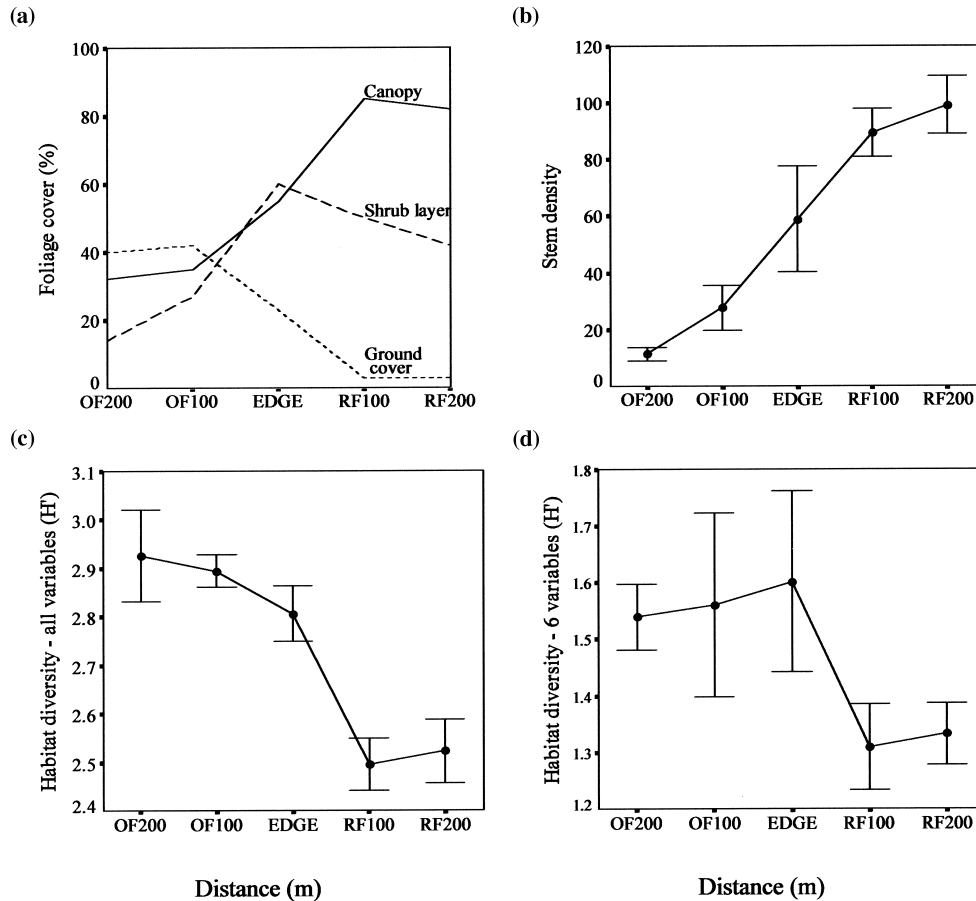 (a)
Foliage cover (%)
100
80
60
40
20
0
Canopy
Shrub layer
Ground
cover
OF200 OF100 EDGE RF100 RF200
(b)
Stem density
120
100
80
60
40
20
0
OF200 OF100 EDGE RF100 RF200
(c)
Habitat diversity - all variables (H')
3.1
3.0
2.9
2.8
2.7
2.6
2.5
2.4
OF200 OF100 EDGE RF100 RF200
Distance (m)
(d)
Habitat diversity - 6 variables (H')
1.8
1.7
1.6
1.5
1.4
1.3
1.2
OF200 OF100 EDGE RF100 RF200
Distance (m)